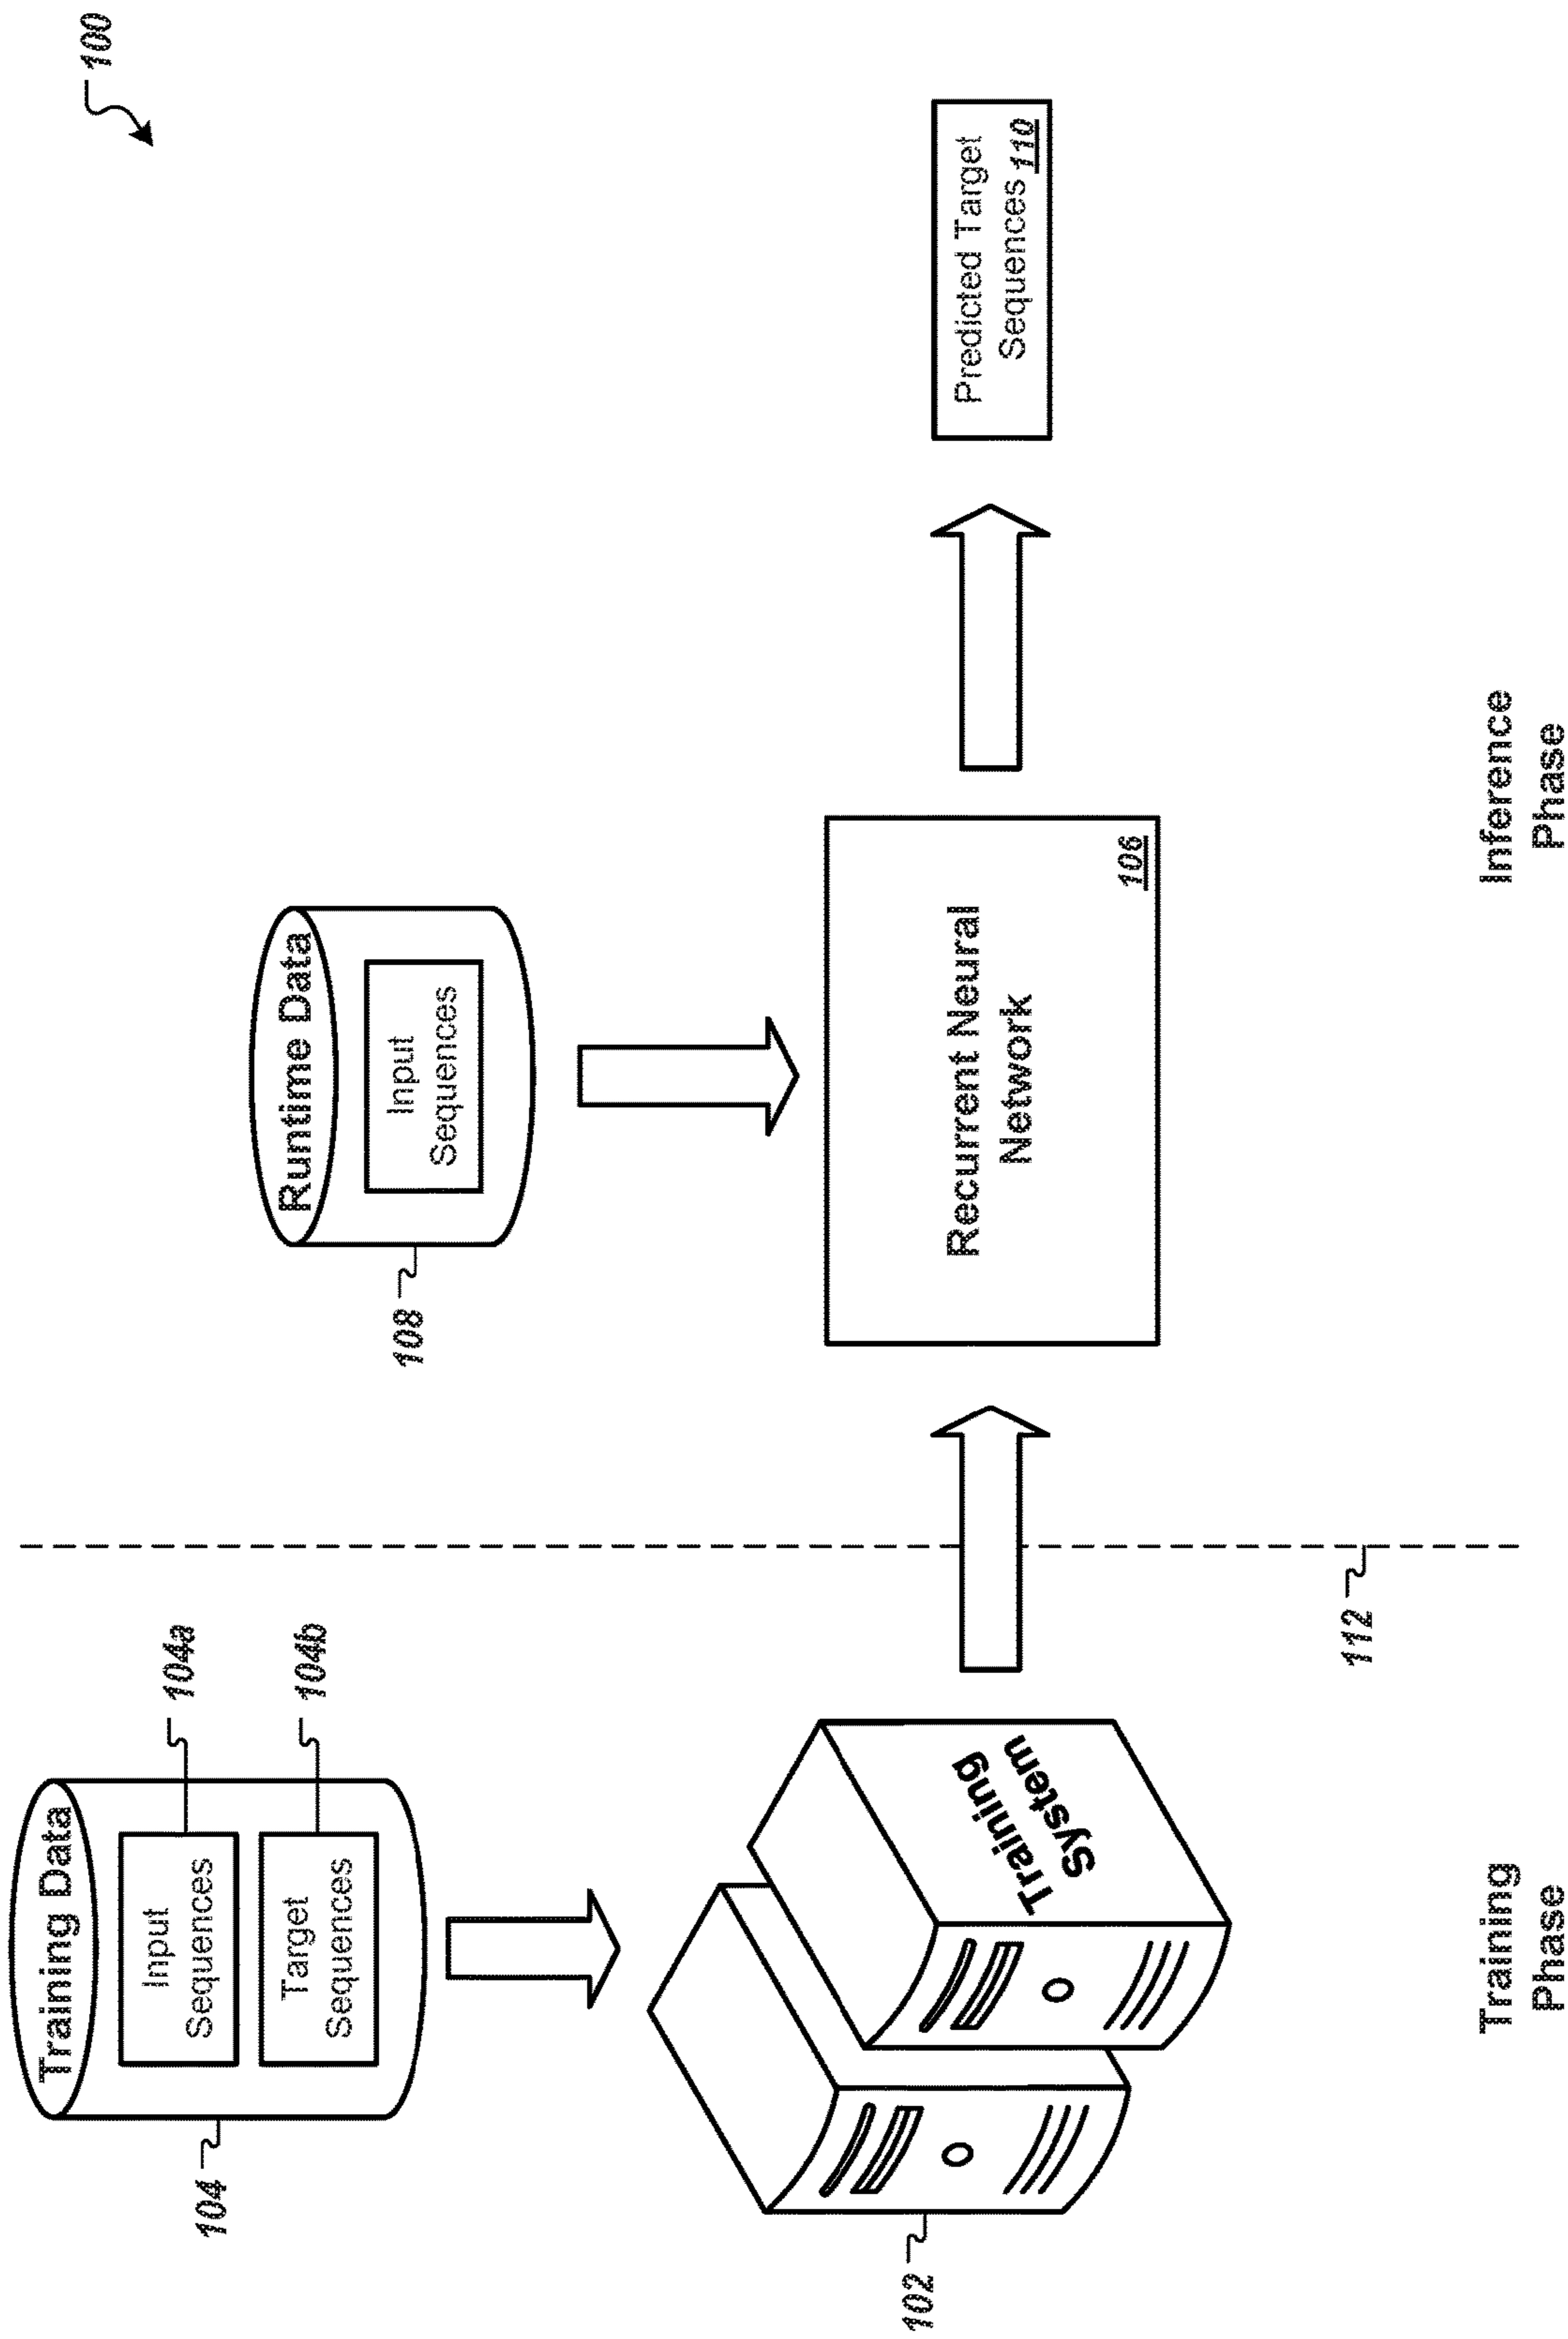 100
Training Data
Input
Sequences
104a
Target
Sequences
104b
104
Runtime Data
Input
Sequences
108
102
Training
System
Recurrent Neural
Network
106
Predicted Target
Sequences 110
112
Training
Phase
Inference
Phase